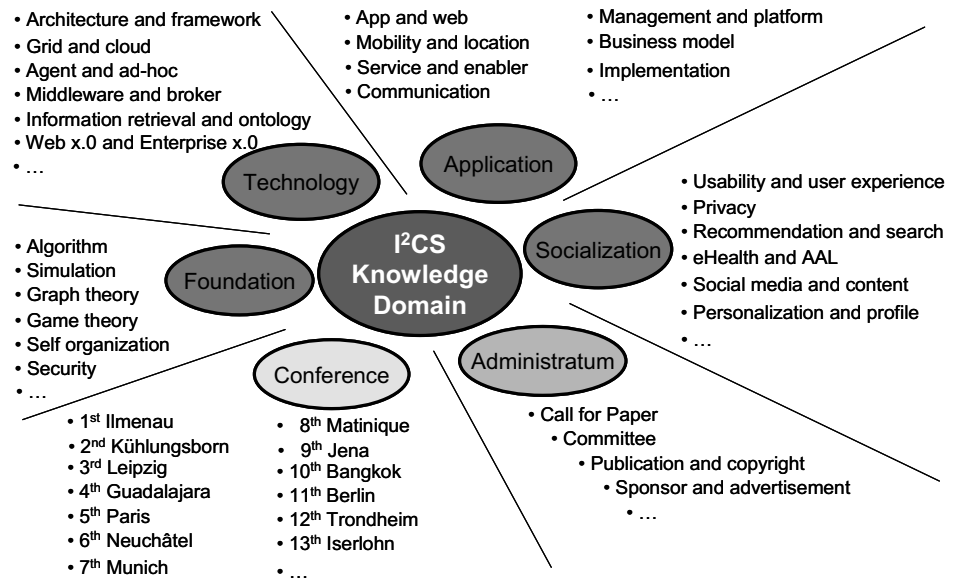 • Architecture and framework
• Grid and cloud
• Agent and ad-hoc
• Middleware and broker
• Information retrieval and ontology
• Web x.0 and Enterprise x.0
• …
• App and web
• Mobility and location
• Service and enabler
• Communication
• Management and platform
• Business model
• Implementation
• …
Technology
Application
• Usability and user experience
• Privacy
• Recommendation and search
• eHealth and AAL
• Social media and content
• Personalization and profile
• …
• Algorithm
• Simulation
• Graph theory
• Game theory
• Self organization
• Security
• …
Foundation
I²CS
Knowledge
Domain
Socialization
Conference
Administratum
• 1st Ilmenau
• 2nd Kühlungsborn
• 3rd Leipzig
• 4th Guadalajara
• 5th Paris
• 6th Neuchâtel
• 7th Munich
• 8th Matinique
• 9th Jena
• 10th Bangkok
• 11th Berlin
• 12th Trondheim
• 13th Iserlohn
• …
• Call for Paper
• Committee
• Publication and copyright
• Sponsor and advertisement
• …